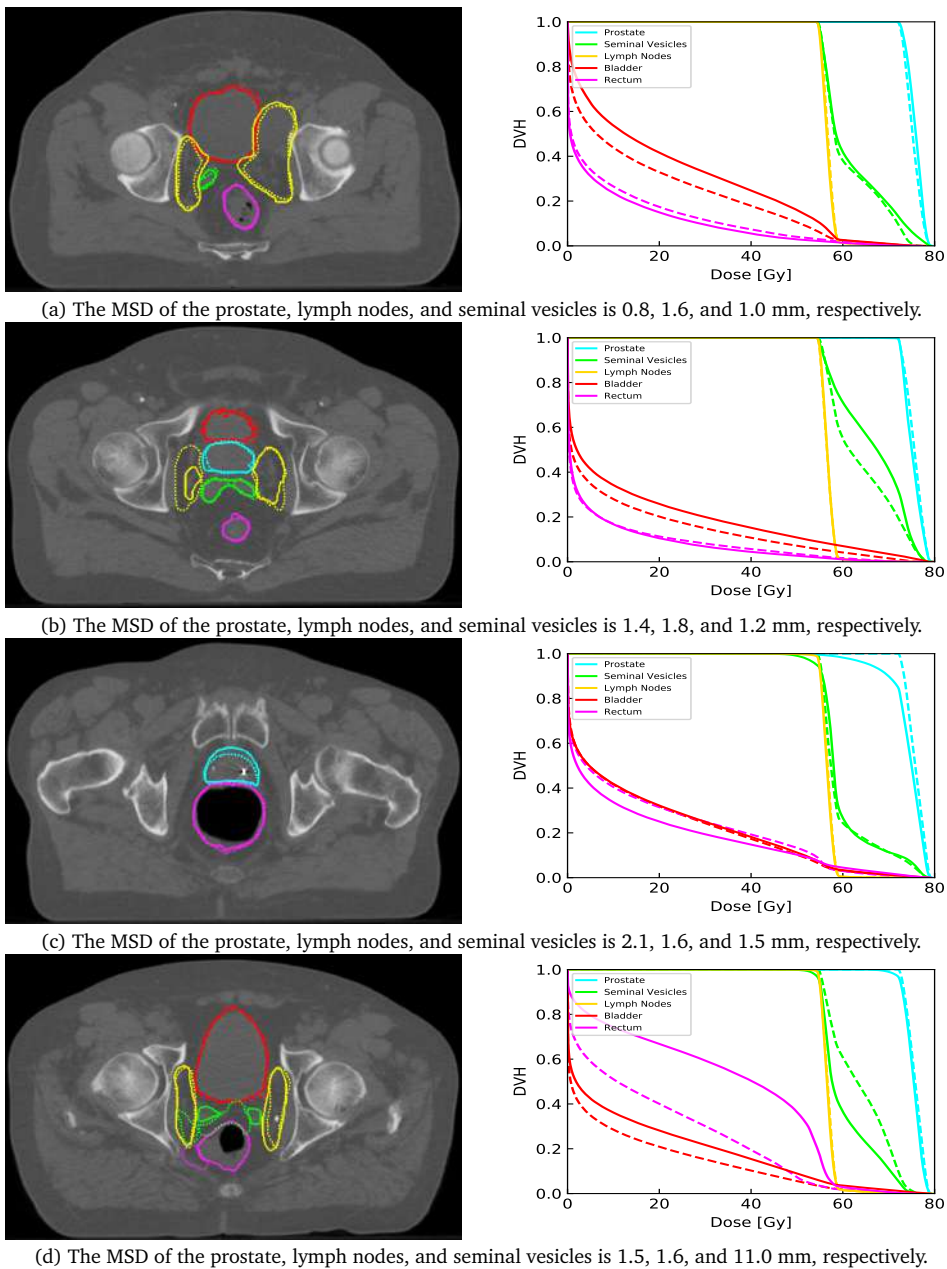 1.0
0.8
0.6
0.4
0.2
0.0
DVH
Prostate
Seminal Vesicles
Lymph Nodes
Bladder
Rectum
0 20 40 60 80
Dose [Gy]
(a) The MSD of the prostate, lymph nodes, and seminal vesicles is 0.8, 1.6, and 1.0 mm, respectively.
1.0
0.8
0.6
0.4
0.2
0.0
DVH
Prostate
Seminal Vesicles
Lymph Nodes
Bladder
Rectum
0 20 40 60 80
Dose [Gy]
(b) The MSD of the prostate, lymph nodes, and seminal vesicles is 1.4, 1.8, and 1.2 mm, respectively.
1.0
0.8
0.6
0.4
0.2
0.0
DVH
Prostate
Seminal Vesicles
Lymph Nodes
Bladder
Rectum
0 20 40 60 80
Dose [Gy]
(c) The MSD of the prostate, lymph nodes, and seminal vesicles is 2.1, 1.6, and 1.5 mm, respectively.
1.0
0.8
0.6
0.4
0.2
0.0
DVH
Prostate
Seminal Vesicles
Lymph Nodes
Bladder
Rectum
0 20 40 60 80
Dose [Gy]
(d) The MSD of the prostate, lymph nodes, and seminal vesicles is 1.5, 1.6, and 11.0 mm, respectively.